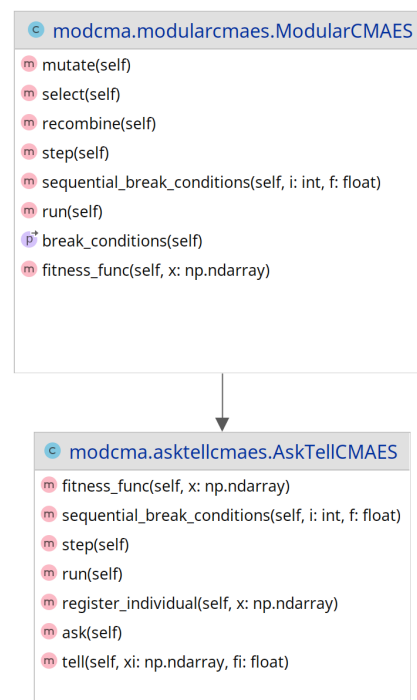 C modcma.modularcmaes.ModularCMAES
m mutate(self)
m select(self)
m recombine(self)
m step(self)
m sequential_break_conditions(self, i: int, f: float)
m run(self)
p break_conditions(self)
m fitness_func(self, x: np.ndarray)
C modcma.asktellcmaes.AskTellCMAES
m fitness_func(self, x: np.ndarray)
m sequential_break_conditions(self, i: int, f: float)
m step(self)
m run(self)
m register_individual(self, x: np.ndarray)
m ask(self)
m tell(self, xi: np.ndarray, fi: float)